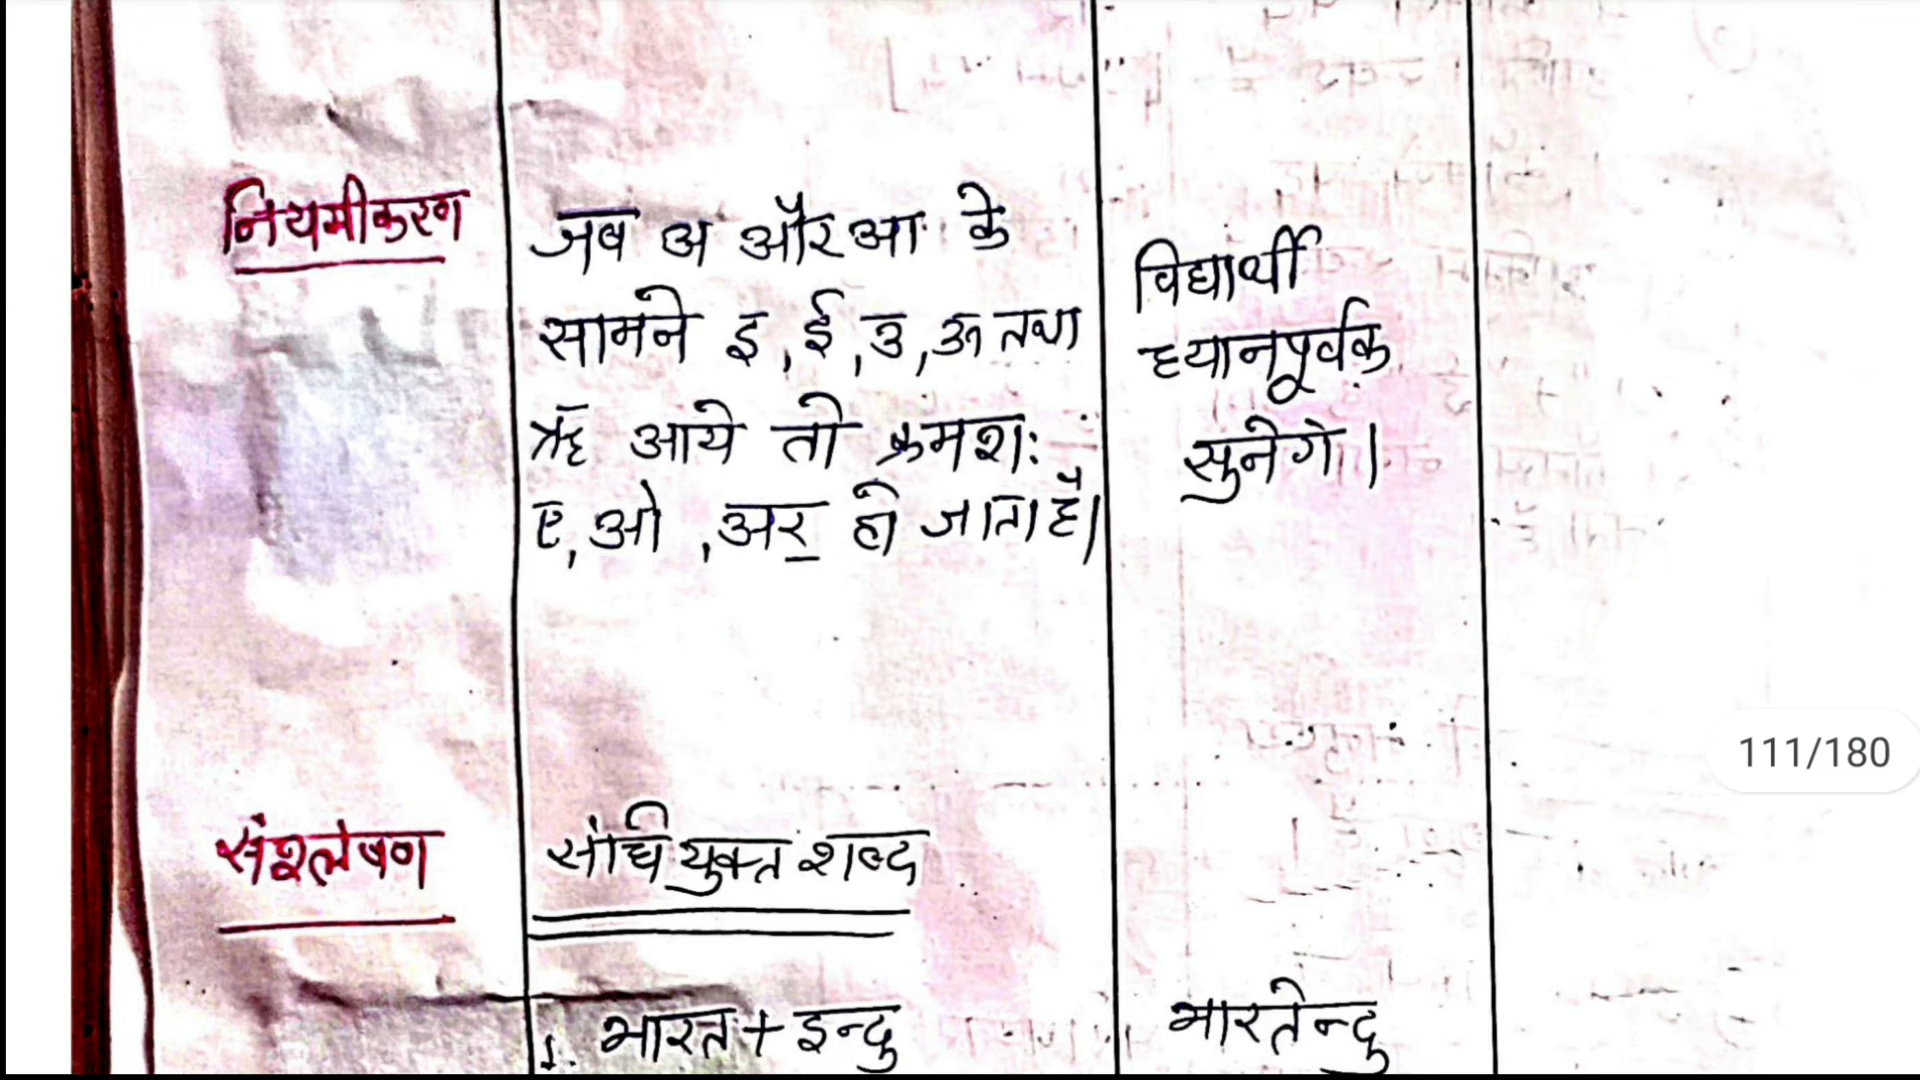 नियमीकरण
जब अ और आ के
सामने इ, ई, उ, ऊ तथा
ऋ आये तो क्रमश:
ए, ओ, अर् हो जाता है।
विद्यार्थी
ध्यानपूर्वक
सुनेगे।
111/180
संश्लेषण
संधि युक्त शब्द
1. भारत + इन्दु
भारतेन्दु